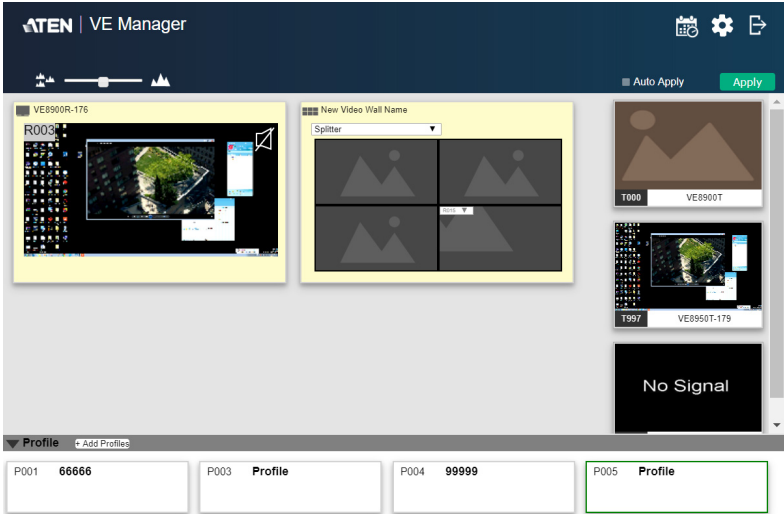 ATEN | VE Manager
Auto Apply
Apply
VE8900R-176
R003
New Video Wall Name
Splitter
R015
T000 VE8900T
T997 VE8950T-179
No Signal
Profile + Add Profiles
P001 66666
P003 Profile
P004 99999
P005 Profile